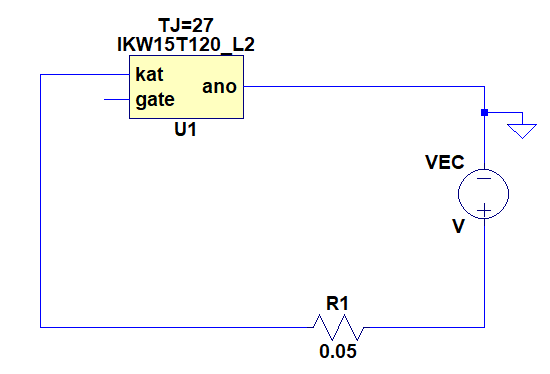 TJ=27
IKW15T120_L2
kat
ano
gate
U1
VEC
V
R1
0.05